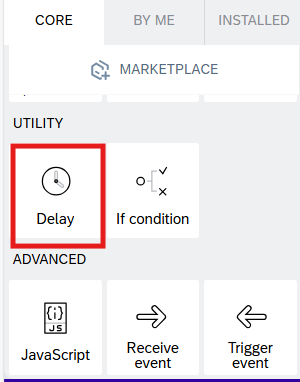 CORE
BY ME
INSTALLED
MARKETPLACE
UTILITY
Delay
If condition
ADVANCED
{i}
JS
JavaScript
Receive
event
Trigger
event